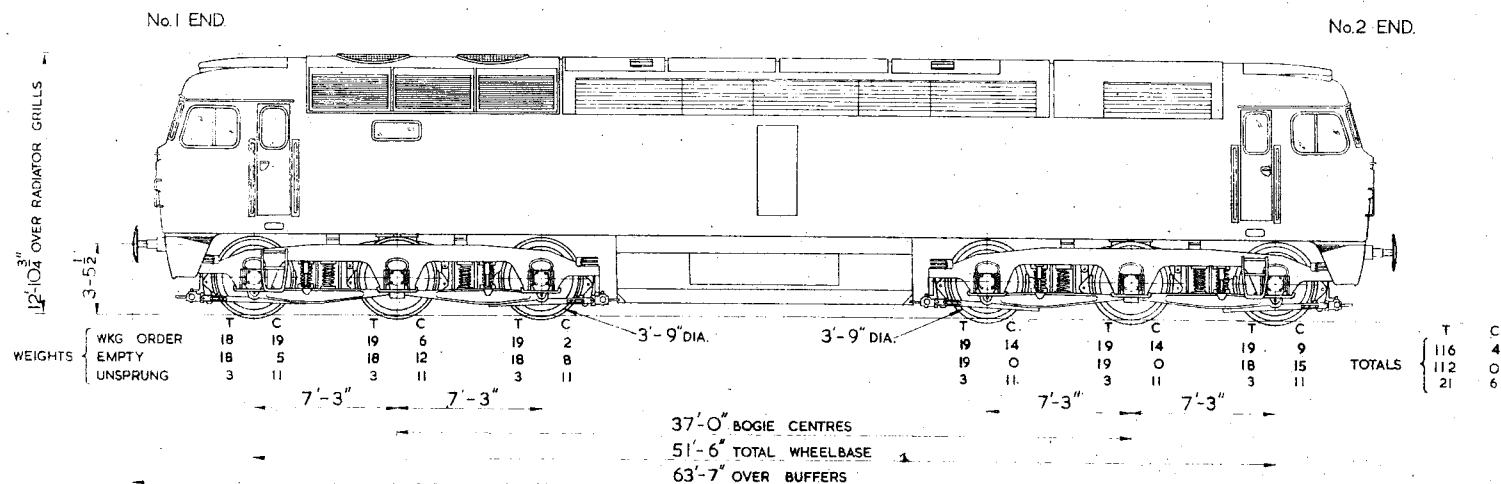 No.1 END.
No.2 END.
12'-10 3/4" OVER RADIATOR GRILLS
3'-5 1/2"
3'-9" DIA.
3'-9" DIA.
T C T C T C T C T C T C T C
WEIGHTS WKG ORDER 18 19 19 6 19 2 19 14 19 14 19 9 TOTALS 116 4
EMPTY 18 5 18 12 18 8 19 0 19 0 18 15 112 0
UNSPRUNG 3 11 3 11 3 11 3 11 3 11 3 11 21 6
7'-3" 7'-3" 7'-3" 7'-3"
37'-0" BOGIE CENTRES
51'-6" TOTAL WHEELBASE
63'-7" OVER BUFFERS